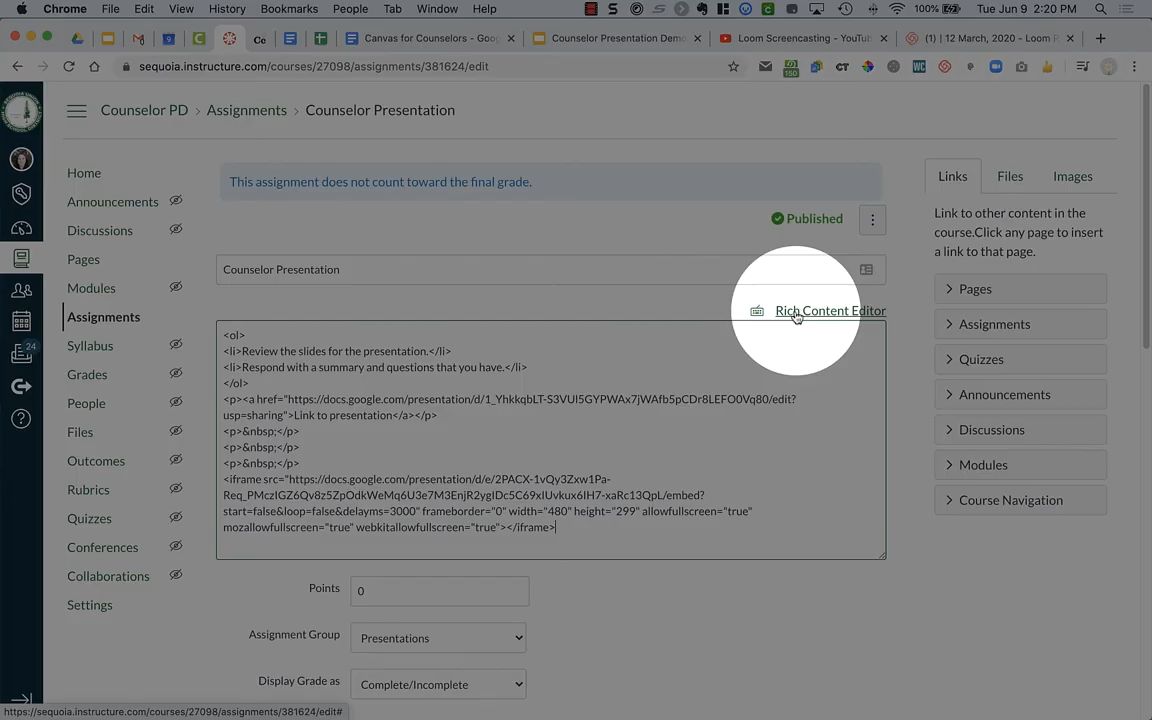 Chrome File Edit View History Bookmarks People Tab Window Help 100% Tue Jun 9 2:20 PM
Canvas for Counselors - Goog
Counselor Presentation Demo
Loom Screencasting - YouTube
(1) | 12 March, 2020 - Loom R
sequoia.instructure.com/courses/27098/assignments/381624/edit
Counselor PD > Assignments > Counselor Presentation
Home
Announcements
Discussions
Pages
Modules
Assignments
Syllabus
Grades
People
Files
Outcomes
Rubrics
Quizzes
Conferences
Collaborations
Settings
24
This assignment does not count toward the final grade.
Published
Counselor Presentation
Rich Content Editor
<ol>
<li>Review the slides for the presentation.</li>
<li>Respond with a summary and questions that you have.</li>
</ol>
<p><a href="https://docs.google.com/presentation/d/1_YhkkqbLT-S3VUl5GYPWAx7jWAfb5pCDr8LEFO0Vq80/edit?
usp=sharing">Link to presentation</a></p>
<p>&nbsp;</p>
<p>&nbsp;</p>
<p>&nbsp;</p>
<iframe src="https://docs.google.com/presentation/d/e/2PACX-1vQy3Zxw1Pa-
Req_PMczIGZ6Qv8z5ZpOdkWeMq6U3e7M3EnjR2ygIDc5C69xIUvkux6IH7-xaRc13QpL/embed?
start=false&loop=false&delayms=3000" frameborder="0" width="480" height="299" allowfullscreen="true"
mozallowfullscreen="true" webkitallowfullscreen="true"></iframe>
Points 0
Assignment Group Presentations
Display Grade as Complete/Incomplete
Links Files Images
Link to other content in the
course.Click any page to insert
a link to that page.
Pages
Assignments
Quizzes
Announcements
Discussions
Modules
Course Navigation
https://sequoia.instructure.com/courses/27098/assignments/381624/edit#